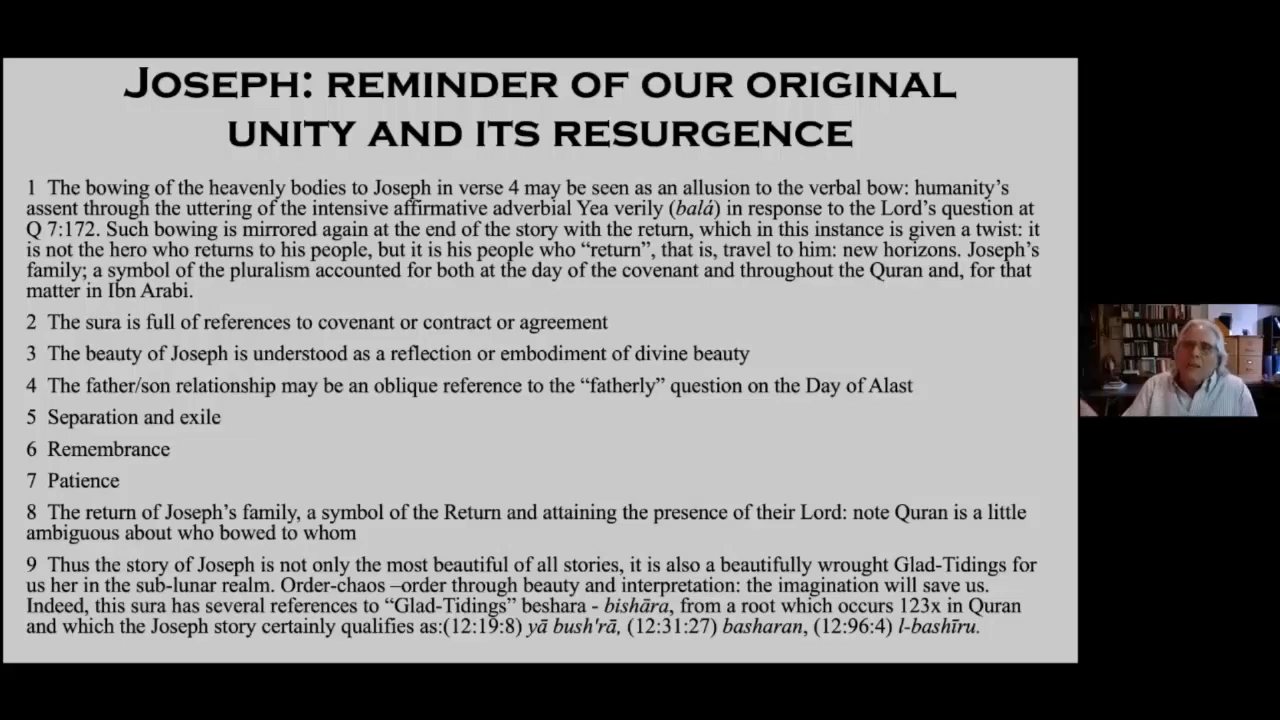 JOSEPH: REMINDER OF OUR ORIGINAL
UNITY AND ITS RESURGENCE
1 The bowing of the heavenly bodies to Joseph in verse 4 may be seen as an allusion to the verbal bow: humanity's
assent through the uttering of the intensive affirmative adverbial Yea verily (balá) in response to the Lord's question at
Q 7:172. Such bowing is mirrored again at the end of the story with the return, which in this instance is given a twist: it
is not the hero who returns to his people, but it is his people who “return”, that is, travel to him: new horizons. Joseph's
family; a symbol of the pluralism accounted for both at the day of the covenant and throughout the Quran and, for that
matter in Ibn Arabi.
2 The sura is full of references to covenant or contract or agreement
3 The beauty of Joseph is understood as a reflection or embodiment of divine beauty
4 The father/son relationship may be an oblique reference to the “fatherly” question on the Day of Alast
5 Separation and exile
6 Remembrance
7 Patience
8 The return of Joseph's family, a symbol of the Return and attaining the presence of their Lord: note Quran is a little
ambiguous about who bowed to whom
9 Thus the story of Joseph is not only the most beautiful of all stories, it is also a beautifully wrought Glad-Tidings for
us her in the sub-lunar realm. Order-chaos –order through beauty and interpretation: the imagination will save us.
Indeed, this sura has several references to “Glad-Tidings” beshara - bishāra, from a root which occurs 123x in Quran
and which the Joseph story certainly qualifies as:(12:19:8) yā bush'rā, (12:31:27) basharan, (12:96:4) l-bashīru.